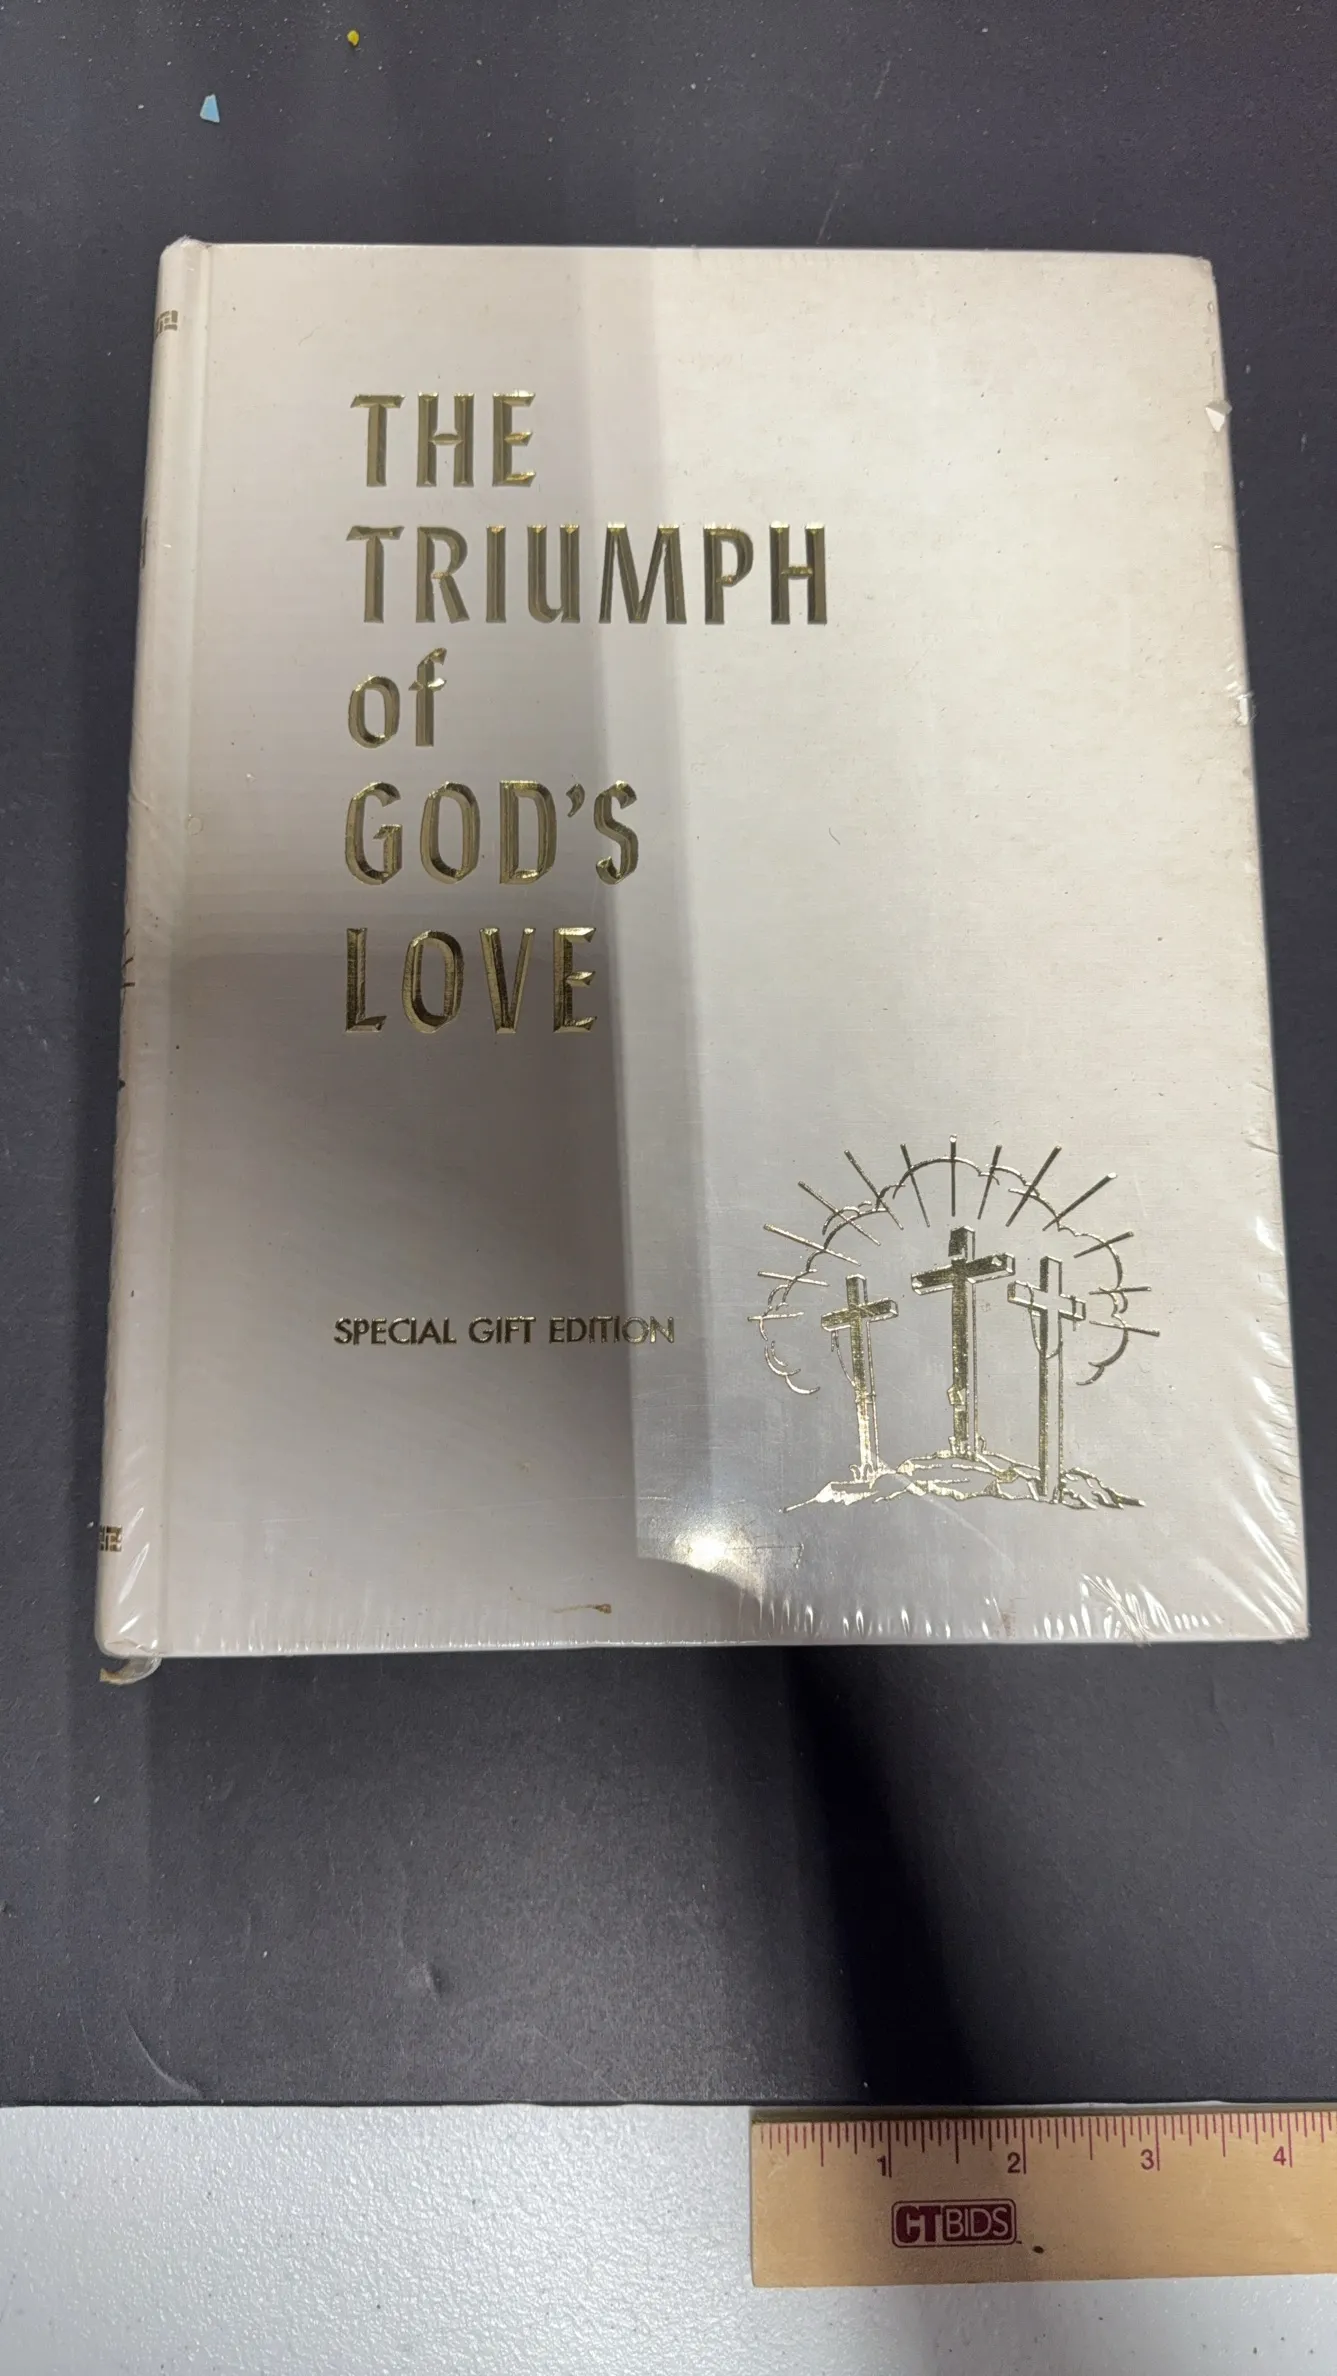 THE
TRIUMPH
of
GOD'S
LOVE
SPECIAL GIFT EDITION
1 2 3 4
CTBIDS